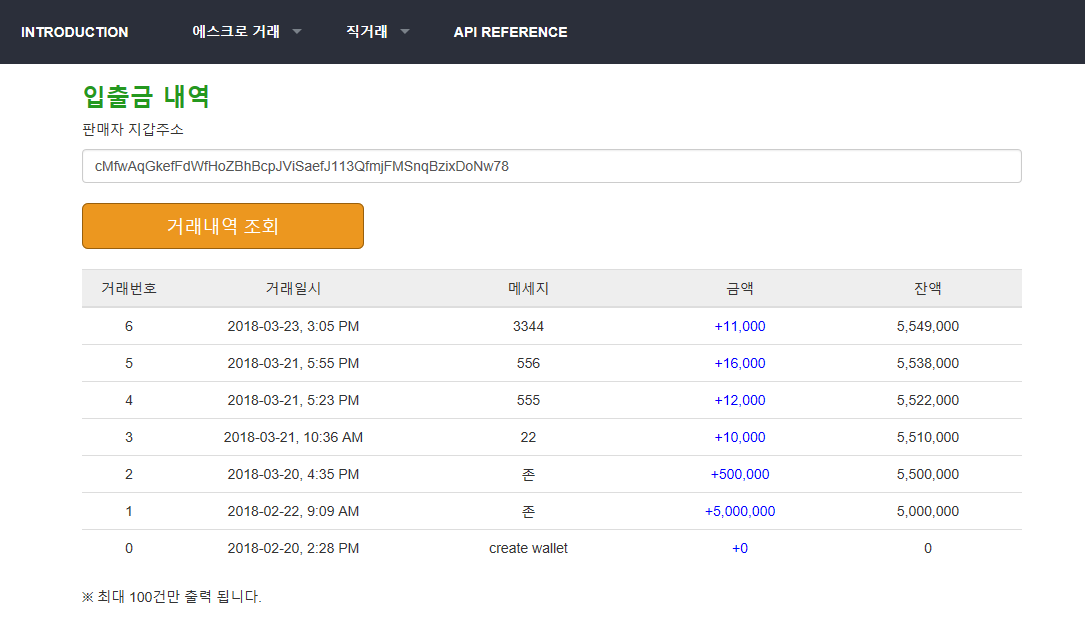 INTRODUCTION 에스크로 거래 직거래 API REFERENCE
입출금 내역
판매자 지갑주소
cMfwAqGkefFdWfHoZBhBcpJViSaefJ113QfmjFMSnqBzixDoNw78
거래내역 조회
거래번호 거래일시 메세지 금액 잔액
6 2018-03-23, 3:05 PM 3344 +11,000 5,549,000
5 2018-03-21, 5:55 PM 556 +16,000 5,538,000
4 2018-03-21, 5:23 PM 555 +12,000 5,522,000
3 2018-03-21, 10:36 AM 22 +10,000 5,510,000
2 2018-03-20, 4:35 PM 존 +500,000 5,500,000
1 2018-02-22, 9:09 AM 존 +5,000,000 5,000,000
0 2018-02-20, 2:28 PM create wallet +0 0
※ 최대 100건만 출력 됩니다.